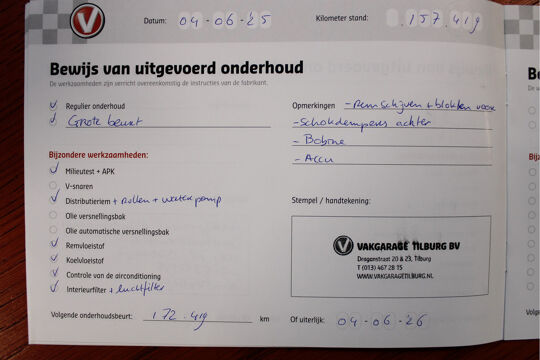 Datum: 04-06-'25 Kilometer stand: 157.419
Bewijs van uitgevoerd onderhoud
De werkzaamheden zijn verricht overeenkomstig de instructies van de fabrikant.
Regulier onderhoud
Grote beurt
Opmerkingen - Remschijven + blokken voor
- Schokdempers achter
- Bobine
- Accu
Bijzondere werkzaamheden:
Milieutest + APK
V-snaren
Distributieriem + rollen + waterpomp
Olie versnellingsbak
Olie automatische versnellingsbak
Remvloeistof
Koelvloeistof
Controle van de airconditioning
Interieurfilter + luchtfilter
Stempel / handtekening:
V VAKGARAGE TILBURG BV
Dragonstraat 20 & 23, Tilburg
T (013) 467 28 15
WWW.VAKGARAGETILBURG.NL
Volgende onderhoudsbeurt: 172.419 km Of uiterlijk: 04-06-'26